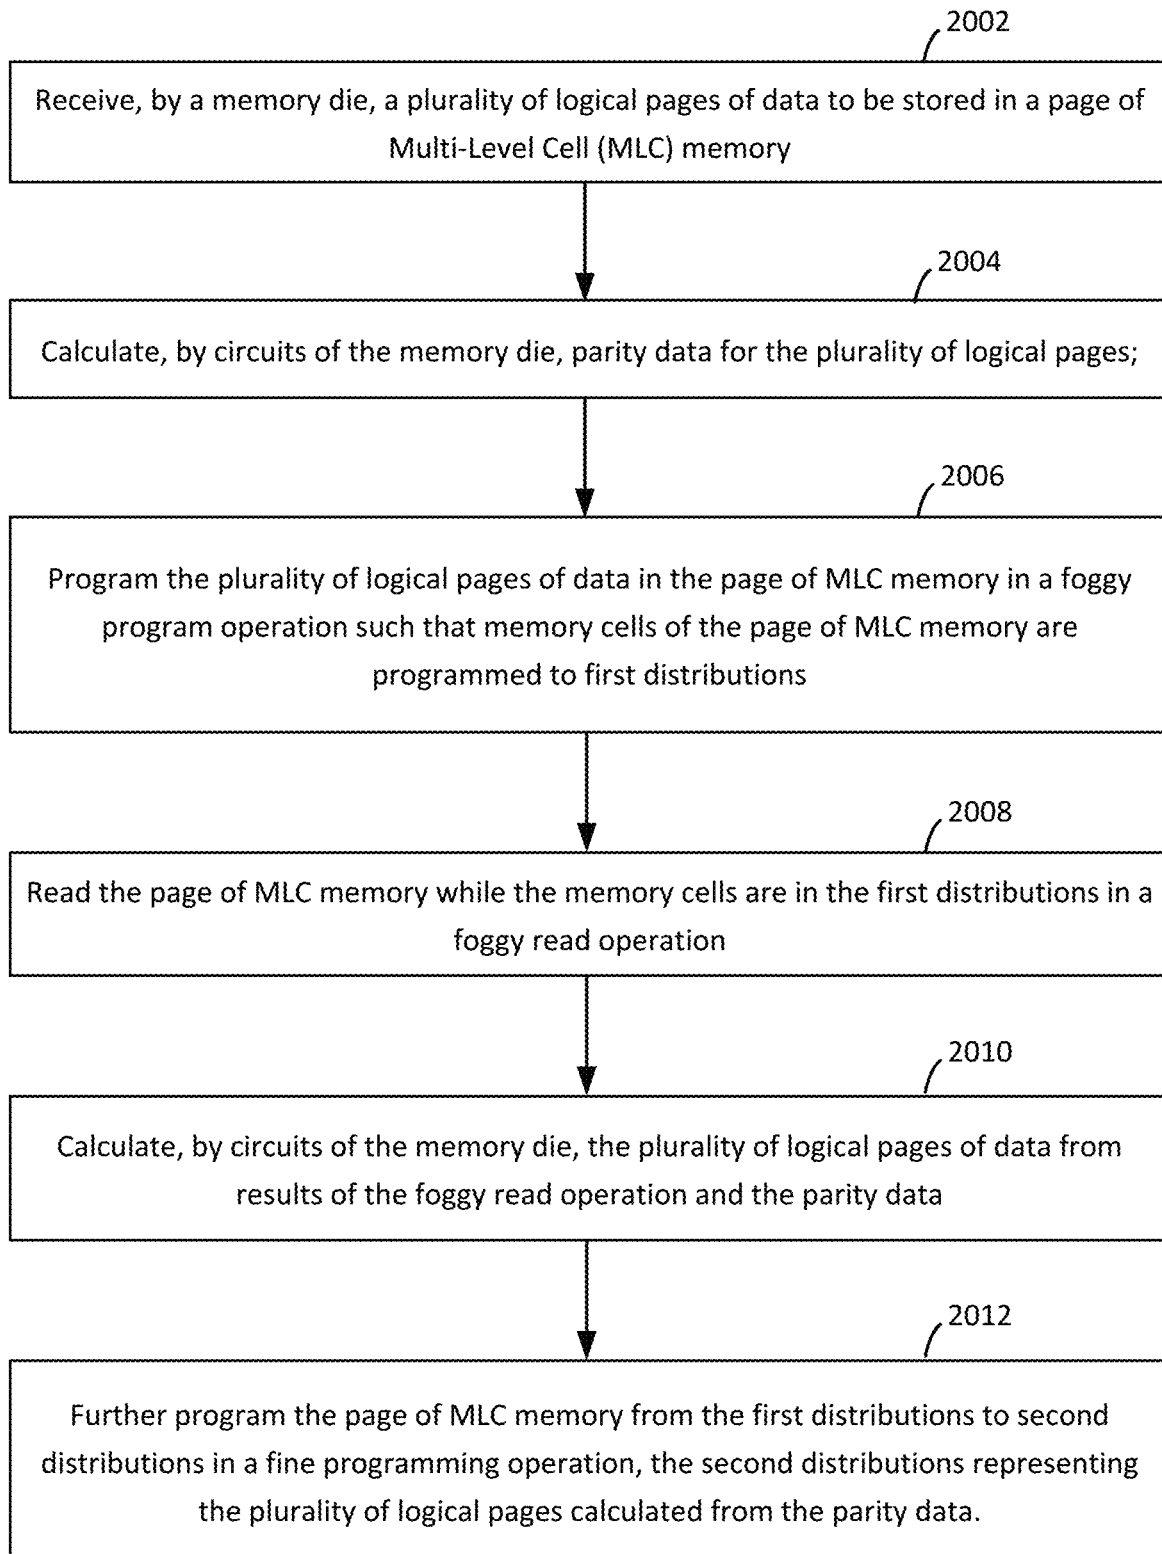 2002
Receive, by a memory die, a plurality of logical pages of data to be stored in a page of
Multi-Level Cell (MLC) memory
2004
Calculate, by circuits of the memory die, parity data for the plurality of logical pages;
2006
Program the plurality of logical pages of data in the page of MLC memory in a foggy
program operation such that memory cells of the page of MLC memory are
programmed to first distributions
2008
Read the page of MLC memory while the memory cells are in the first distributions in a
foggy read operation
2010
Calculate, by circuits of the memory die, the plurality of logical pages of data from
results of the foggy read operation and the parity data
2012
Further program the page of MLC memory from the first distributions to second
distributions in a fine programming operation, the second distributions representing
the plurality of logical pages calculated from the parity data.